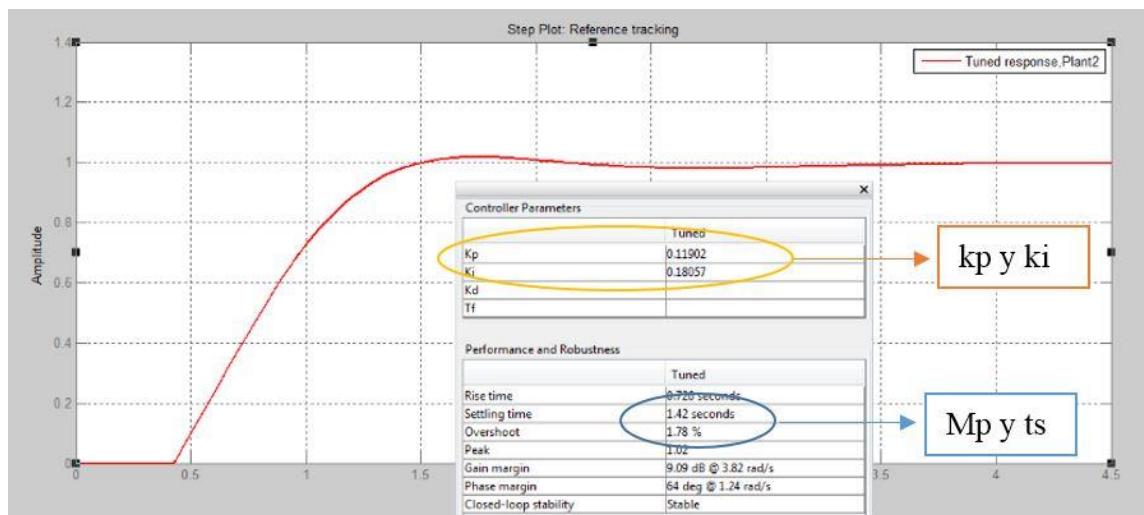 Step Plot: Reference tracking
Tuned response,Plant2
1.4
1.2
1
0.8
0.6
0.4
0.2
0
Amplitude
0 0.5 1 1.5 3.5 4 4.5
Controller Parameters
Tuned
Kp 0.11902
Ki 0.18057
Kd
Tf
Performance and Robustness
Tuned
Rise time 0.726 seconds
Settling time 1.42 seconds
Overshoot 1.78 %
Peak 1.02
Gain margin 9.09 dB @ 3.82 rad/s
Phase margin 64 deg @ 1.24 rad/s
Closed-loop stability Stable
kp y ki
Mp y ts